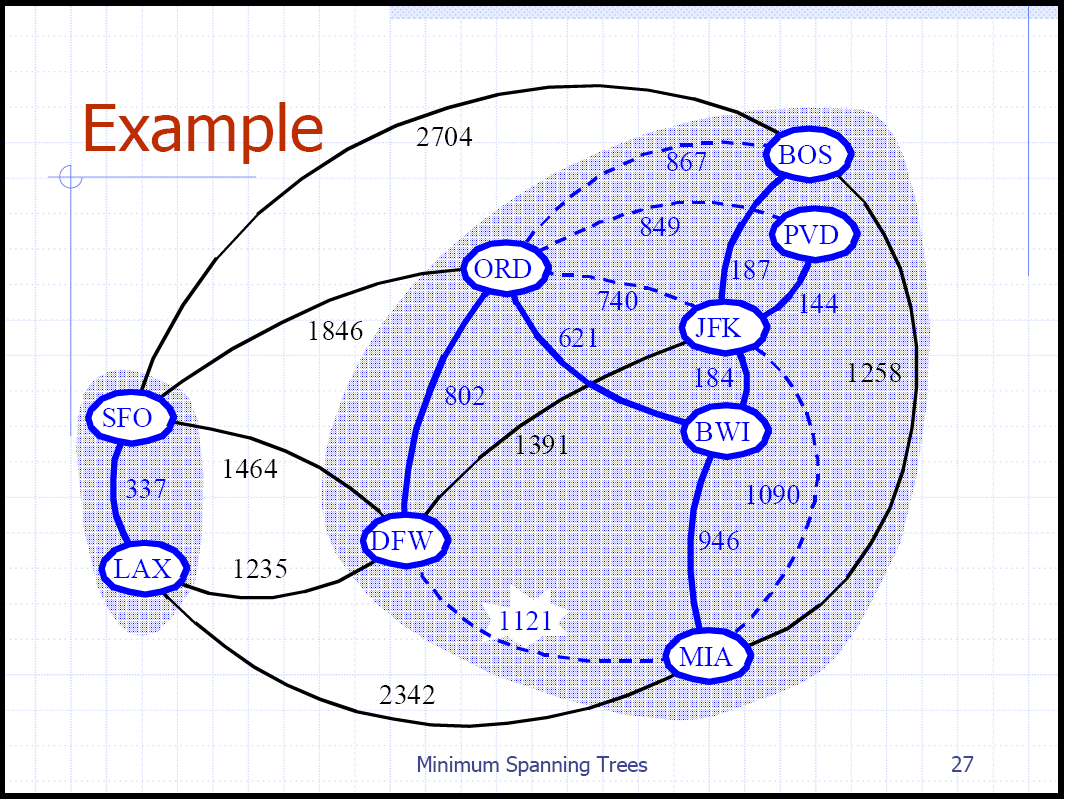 Example
2704
BOS
867
849
PVD
ORD
187
740
144
JFK
1846
621
184
1258
802
SFO
BWI
1391
1464
337
1090
DFW
946
LAX
1235
1121
MIA
2342
Minimum Spanning Trees
27